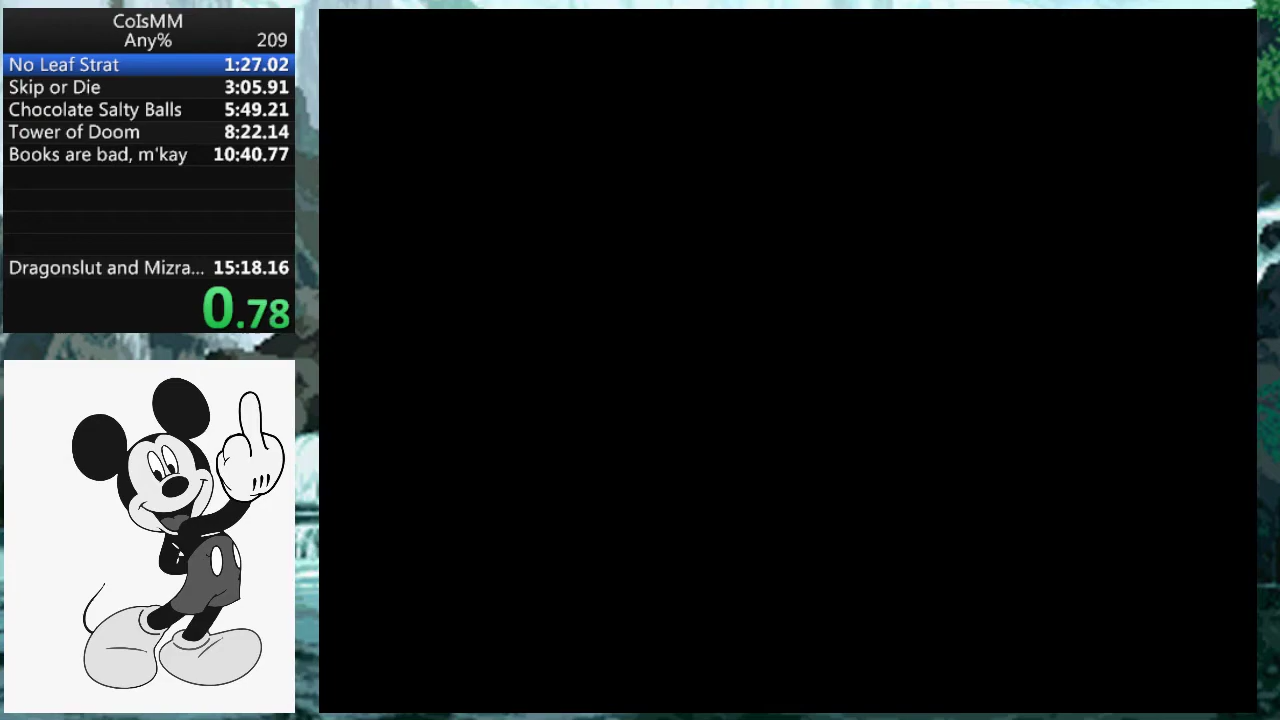 CoIsMM
Any% 209
No Leaf Strat 1:27.02
Skip or Die 3:05.91
Chocolate Salty Balls 5:49.21
Tower of Doom 8:22.14
Books are bad, m'kay 10:40.77
Dragonslut and Mizra... 15:18.16
0.78